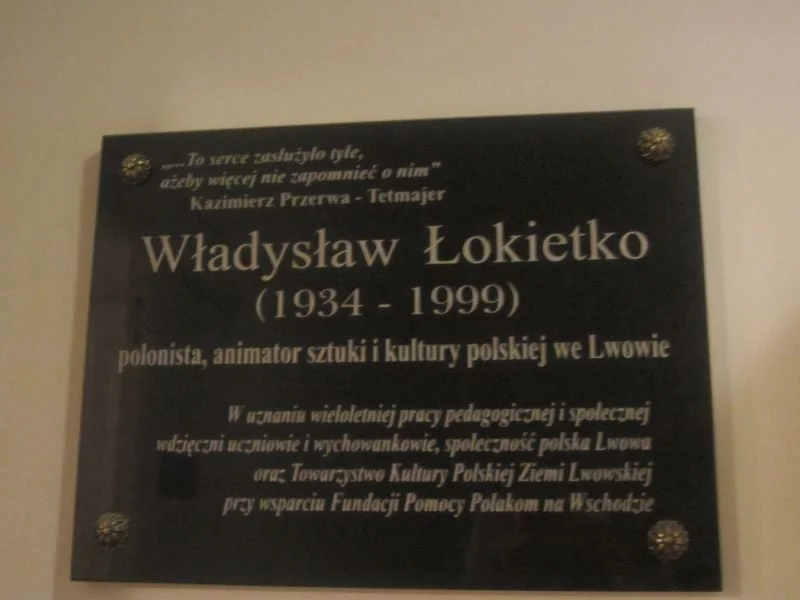 „...To serce zasłużyło tyle,
ażeby więcej nie zapomnieć o nim”
Kazimierz Przerwa - Tetmajer
Władysław Łokietko
(1934 - 1999)
polonista, animator sztuki i kultury polskiej we Lwowie
W uznaniu wieloletniej pracy pedagogicznej i społecznej
wdzięczni uczniowie i wychowankowie, społeczność polska Lwowa
oraz Towarzystwo Kultury Polskiej Ziemi Lwowskiej
przy wsparciu Fundacji Pomocy Polakom na Wschodzie